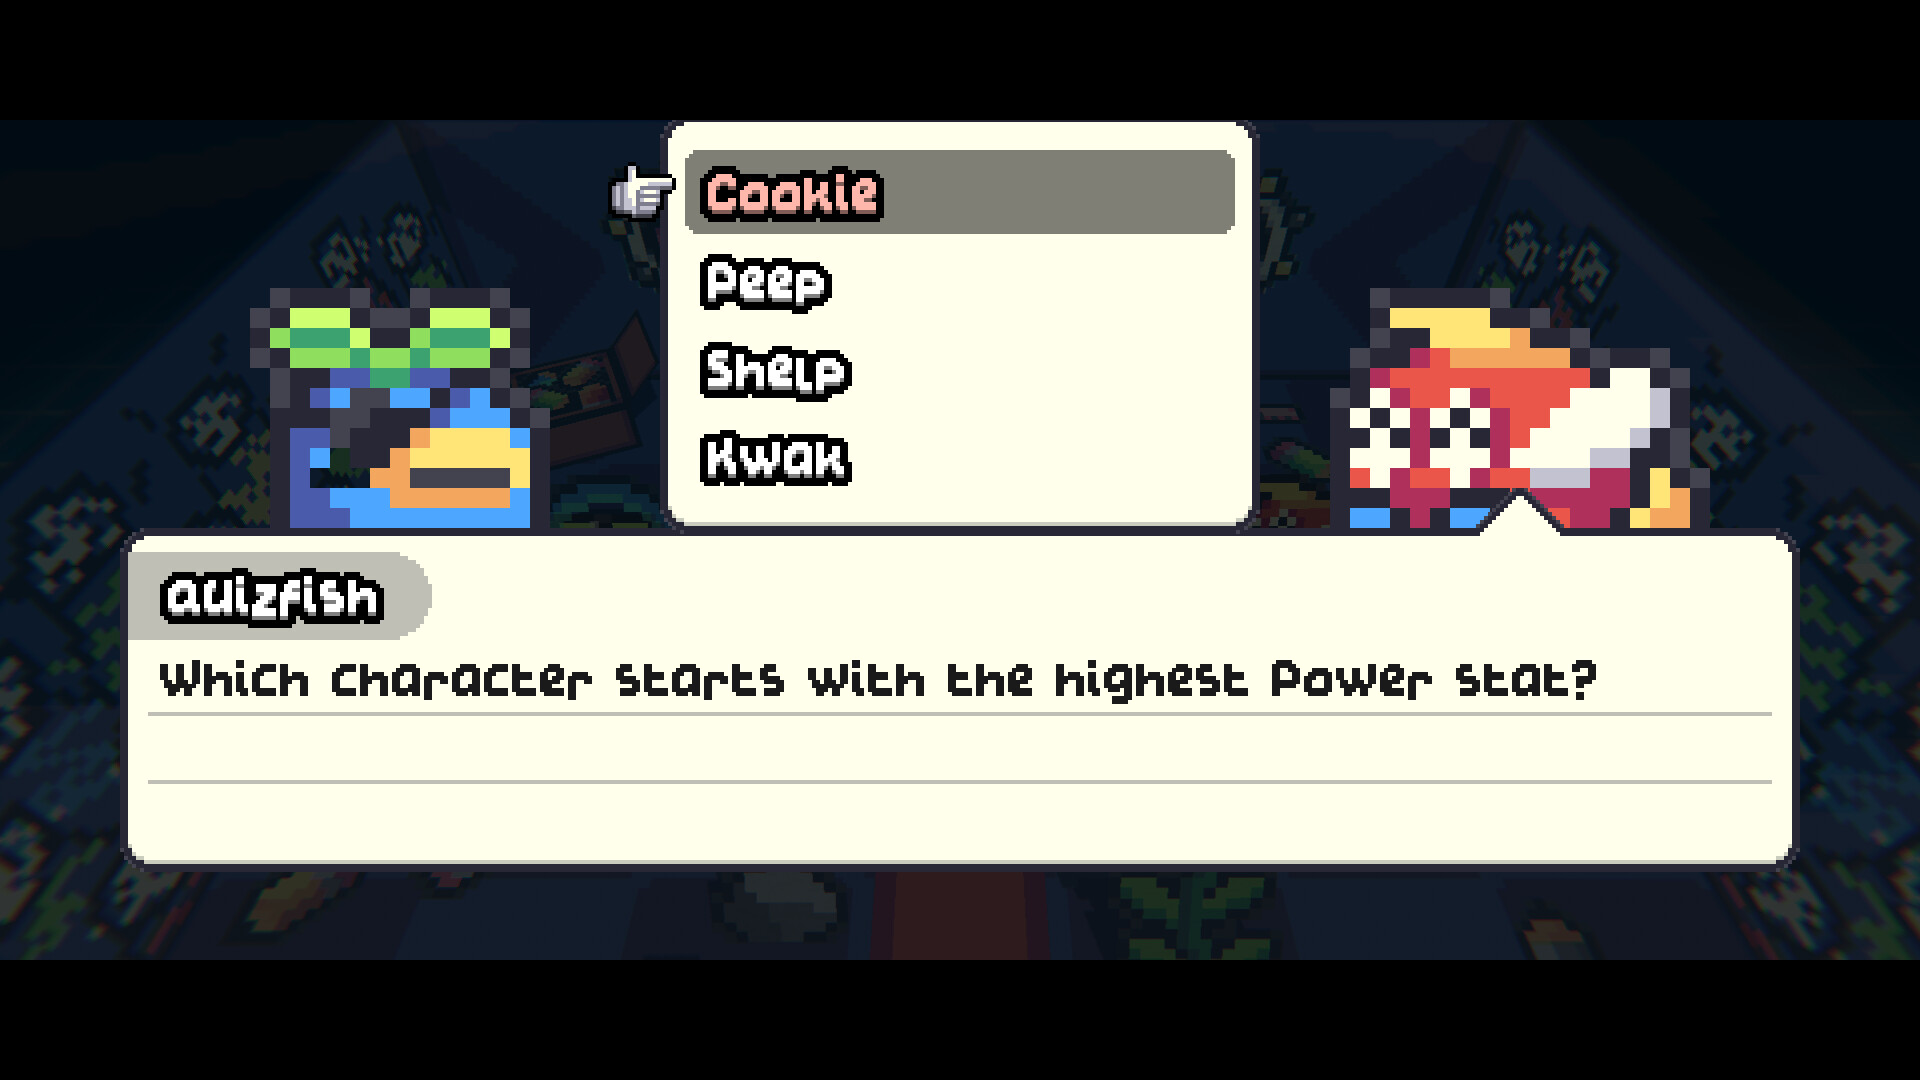 Cookie
Peep
Shelp
Kwak
Quizfish
Which character starts with the highest Power stat?